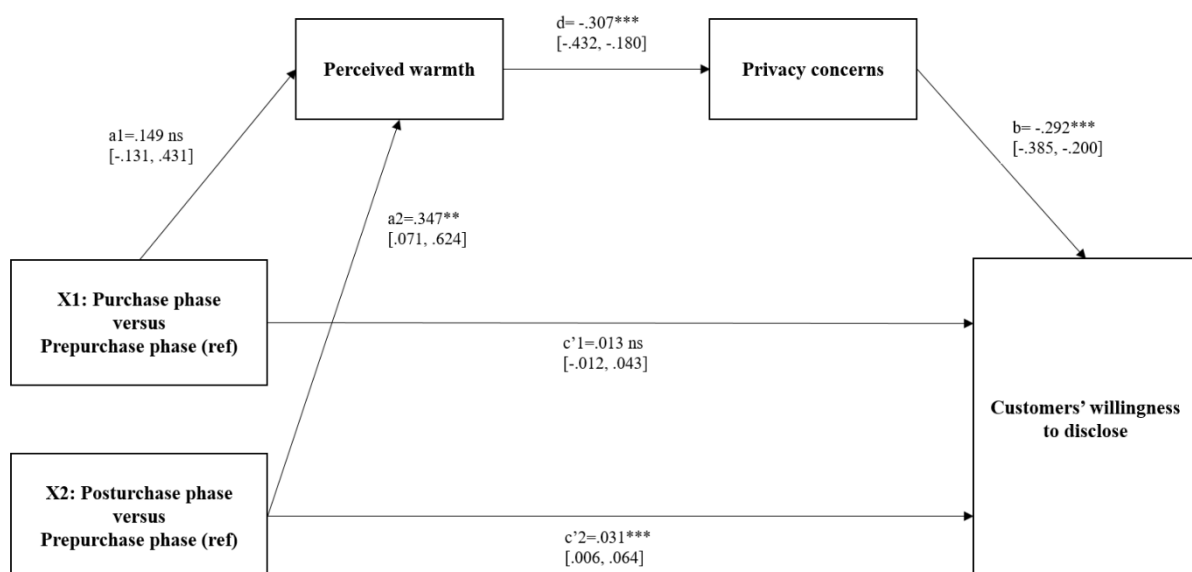 d= -.307***
[-.432, -.180]
Perceived warmth
Privacy concerns
a1=.149 ns
[-.131, .431]
b= -.292***
[-.385, -.200]
a2=.347**
[.071, .624]
X1: Purchase phase
versus
Prepurchase phase (ref)
c’1=.013 ns
[-.012, .043]
Customers’ willingness
to disclose
X2: Posturchase phase
versus
Prepurchase phase (ref)
c’2=.031***
[.006, .064]